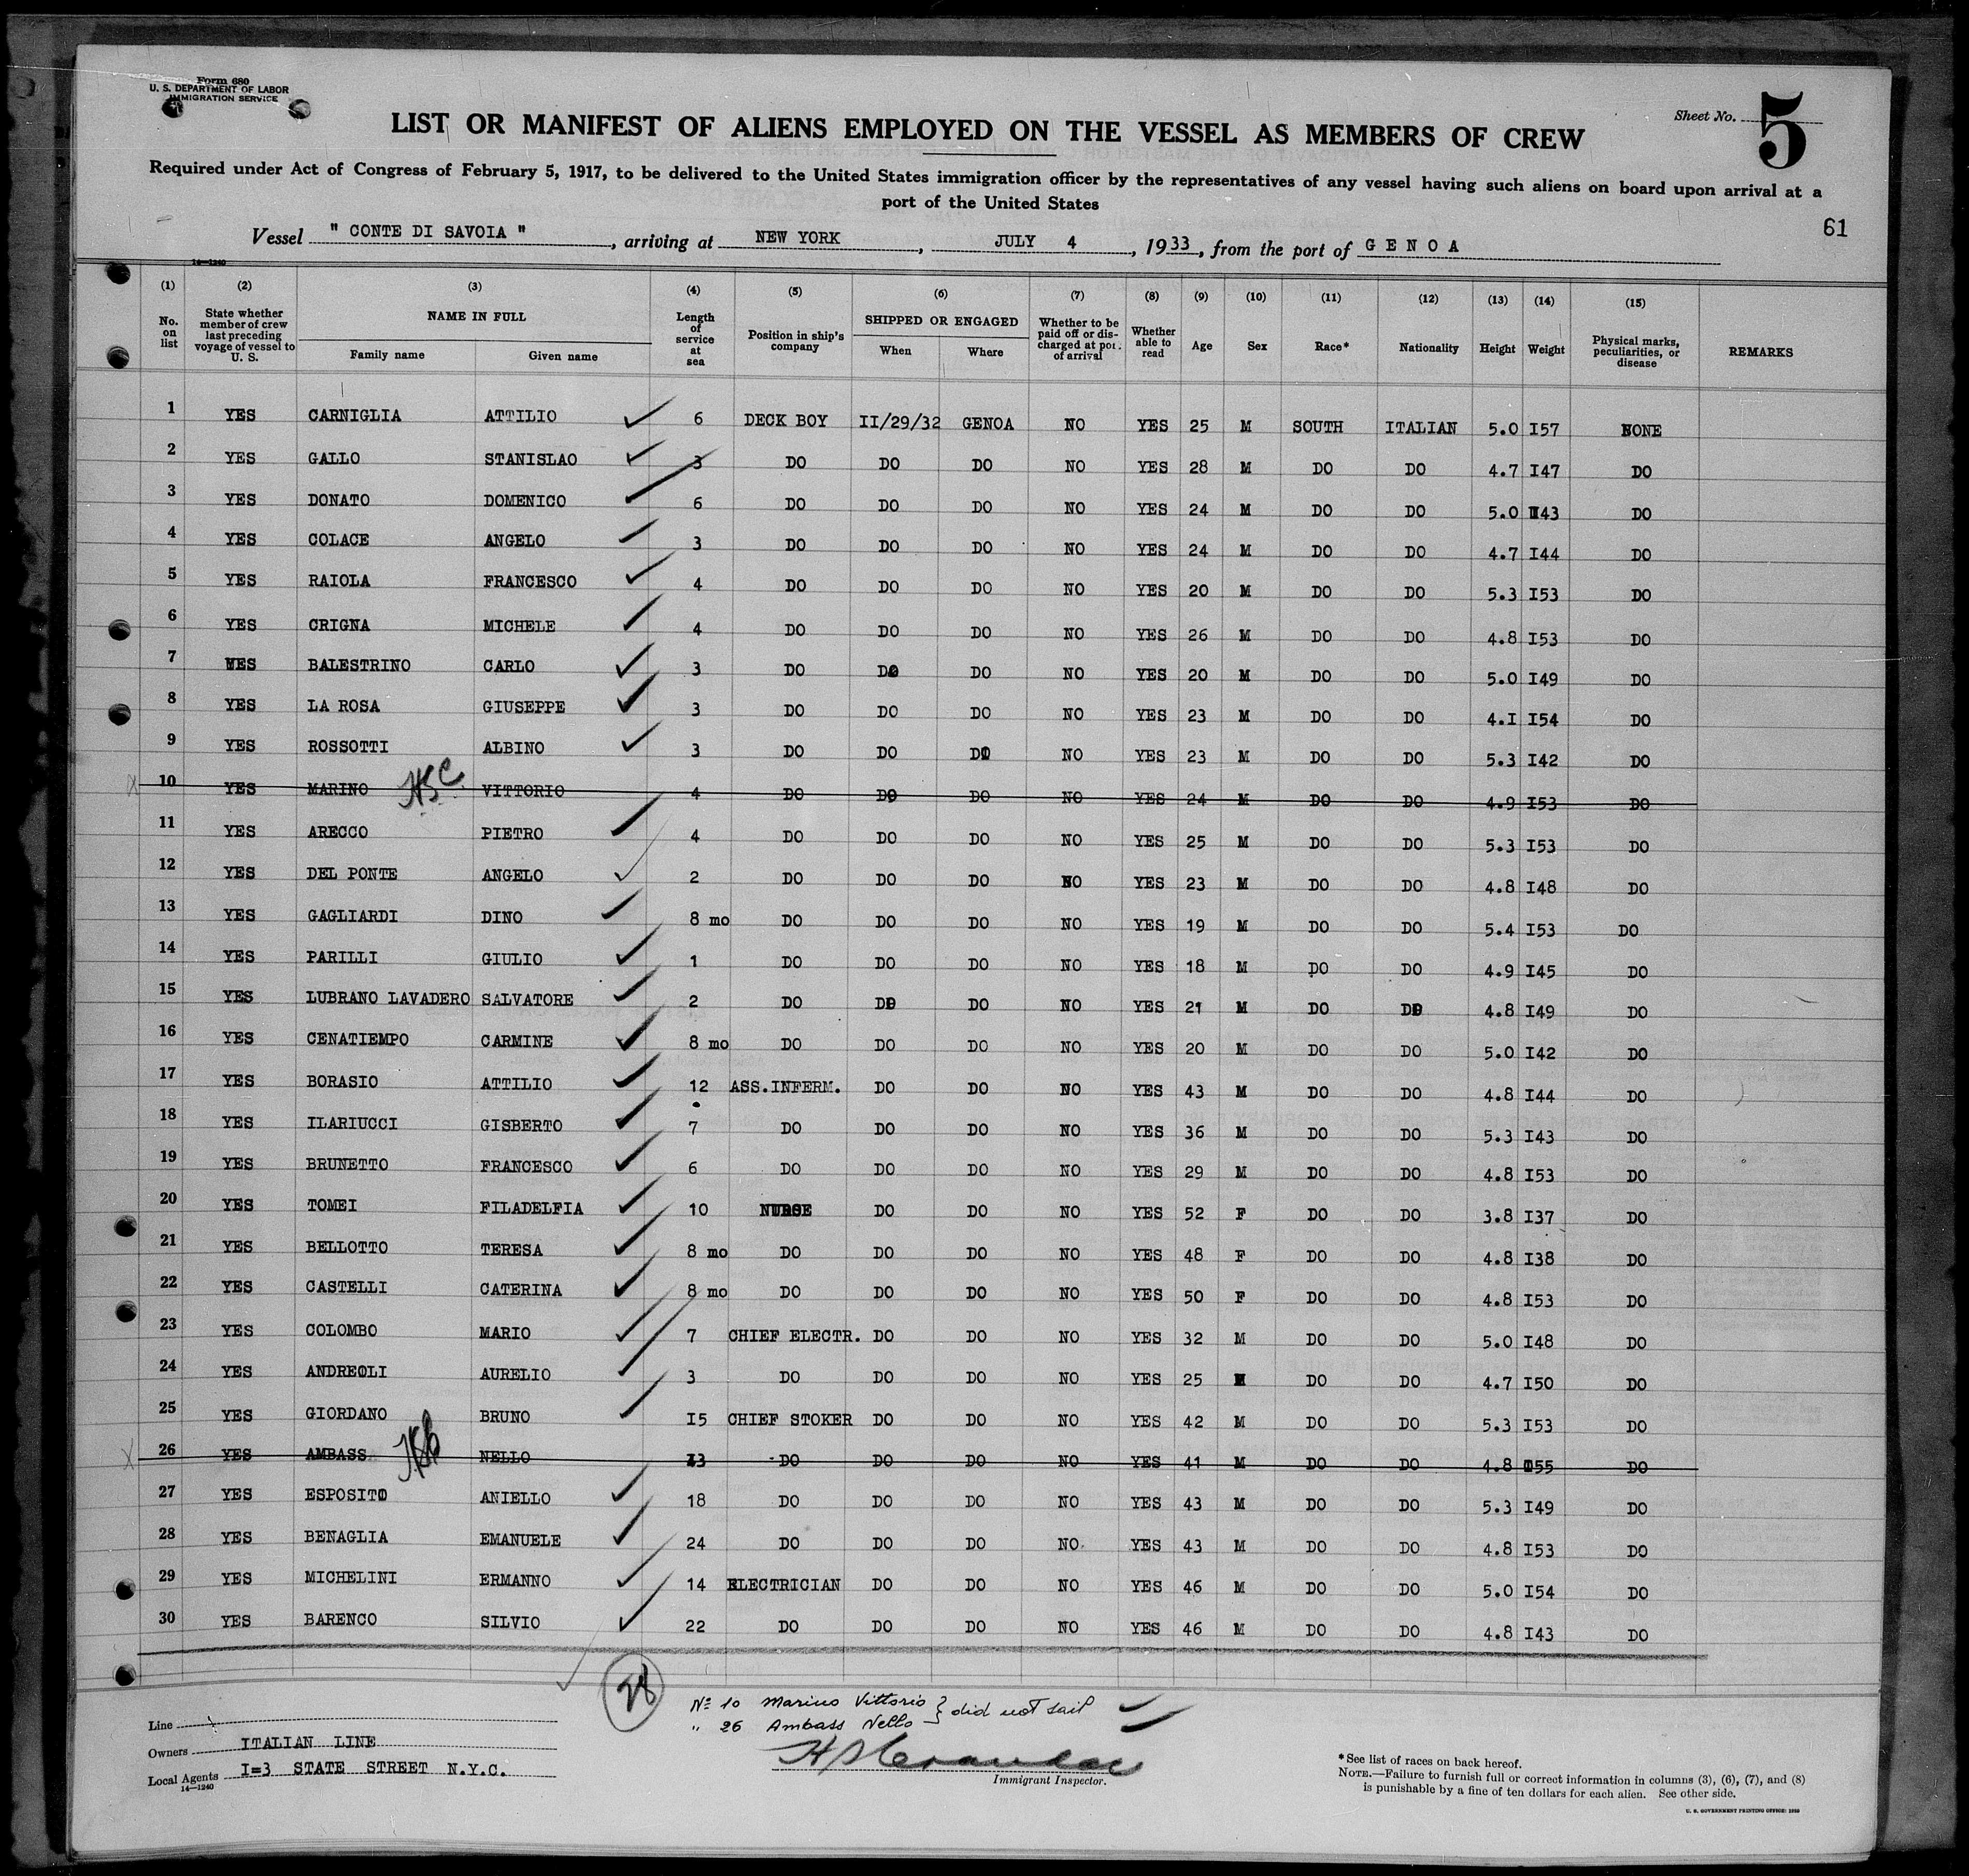 Form 680
U. S. DEPARTMENT OF LABOR
IMMIGRATION SERVICE
Sheet No. 5
LIST OR MANIFEST OF ALIENS EMPLOYED ON THE VESSEL AS MEMBERS OF CREW
Required under Act of Congress of February 5, 1917, to be delivered to the United States immigration officer by the representatives of any vessel having such aliens on board upon arrival at a
port of the United States
61
Vessel " CONTE DI SAVOIA ", arriving at NEW YORK, JULY 4, 1933, from the port of G E N O A
14—1240
(1) (2) (3) (4) (5) (6) (7) (8) (9) (10) (11) (12) (13) (14) (15)
No. on list State whether member of crew last preceding voyage of vessel to U. S. NAME IN FULL Family name Given name Length of service at sea Position in ship's company SHIPPED OR ENGAGED When Where Whether to be paid off or discharged at port of arrival Whether able to read Age Sex Race* Nationality Height Weight Physical marks, peculiarities, or disease REMARKS
1 YES CARNIGLIA ATTILIO 6 DECK BOY II/29/32 GENOA NO YES 25 M SOUTH ITALIAN 5.0 I57 NONE
2 YES GALLO STANISLAO 3 DO DO DO NO YES 28 M DO DO 4.7 I47 DO
3 YES DONATO DOMENICO 6 DO DO DO NO YES 24 M DO DO 5.0 I43 DO
4 YES COLACE ANGELO 3 DO DO DO NO YES 24 M DO DO 4.7 I44 DO
5 YES RAIOLA FRANCESCO 4 DO DO DO NO YES 20 M DO DO 5.3 I53 DO
6 YES CRIGNA MICHELE 4 DO DO DO NO YES 26 M DO DO 4.8 I53 DO
7 YES BALESTRINO CARLO 3 DO DO DO NO YES 20 M DO DO 5.0 I49 DO
8 YES LA ROSA GIUSEPPE 3 DO DO DO NO YES 23 M DO DO 4.I I54 DO
9 YES ROSSOTTI ALBINO 3 DO DO DO NO YES 23 M DO DO 5.3 I42 DO
10 YES MARINO VITTORIO 4 DO DO DO NO YES 24 M DO DO 4.9 I53 DO
11 YES ARECCO PIETRO 4 DO DO DO NO YES 25 M DO DO 5.3 I53 DO
12 YES DEL PONTE ANGELO 2 DO DO DO NO YES 23 M DO DO 4.8 I48 DO
13 YES GAGLIARDI DINO 8 mo DO DO DO NO YES 19 M DO DO 5.4 I53 DO
14 YES PARILLI GIULIO 1 DO DO DO NO YES 18 M DO DO 4.9 I45 DO
15 YES LUBRANO LAVADERO SALVATORE 2 DO DO DO NO YES 21 M DO DO 4.8 I49 DO
16 YES CENATIEMPO CARMINE 8 mo DO DO DO NO YES 20 M DO DO 5.0 I42 DO
17 YES BORASIO ATTILIO 12 ASS.INFERM. DO DO NO YES 43 M DO DO 4.8 I44 DO
18 YES ILARIUCCI GISBERTO 7 DO DO DO NO YES 36 M DO DO 5.3 I43 DO
19 YES BRUNETTO FRANCESCO 6 DO DO DO NO YES 29 M DO DO 4.8 I53 DO
20 YES TOMEI FILADELFIA 10 NURSE DO DO NO YES 52 F DO DO 3.8 I37 DO
21 YES BELLOTTO TERESA 8 mo DO DO DO NO YES 48 F DO DO 4.8 I38 DO
22 YES CASTELLI CATERINA 8 mo DO DO DO NO YES 50 F DO DO 4.8 I53 DO
23 YES COLOMBO MARIO 7 CHIEF ELECTR. DO DO NO YES 32 M DO DO 5.0 I48 DO
24 YES ANDREOLI AURELIO 3 DO DO DO NO YES 25 M DO DO 4.7 I50 DO
25 YES GIORDANO BRUNO I5 CHIEF STOKER DO DO NO YES 42 M DO DO 5.3 I53 DO
26 YES AMBASS NELLO I3 DO DO DO NO YES 41 M DO DO 4.8 I55 DO
27 YES ESPOSITO ANIELLO 18 DO DO DO NO YES 43 M DO DO 5.3 I49 DO
28 YES BENAGLIA EMANUELE 24 DO DO DO NO YES 43 M DO DO 4.8 I53 DO
29 YES MICHELINI ERMANNO 14 ELECTRICIAN DO DO NO YES 46 M DO DO 5.0 I54 DO
30 YES BARENCO SILVIO 22 DO DO DO NO YES 46 M DO DO 4.8 I43 DO
28
Nº 10 Marino Vittorio } did not sail
" 26 Ambass Nello
Line
Owners ITALIAN LINE
Local Agents I=3 STATE STREET N.Y.C.
14—1240
Immigrant Inspector.
*See list of races on back hereof.
NOTE.—Failure to furnish full or correct information in columns (3), (6), (7), and (8)
is punishable by a fine of ten dollars for each alien. See other side.
U. S. GOVERNMENT PRINTING OFFICE: